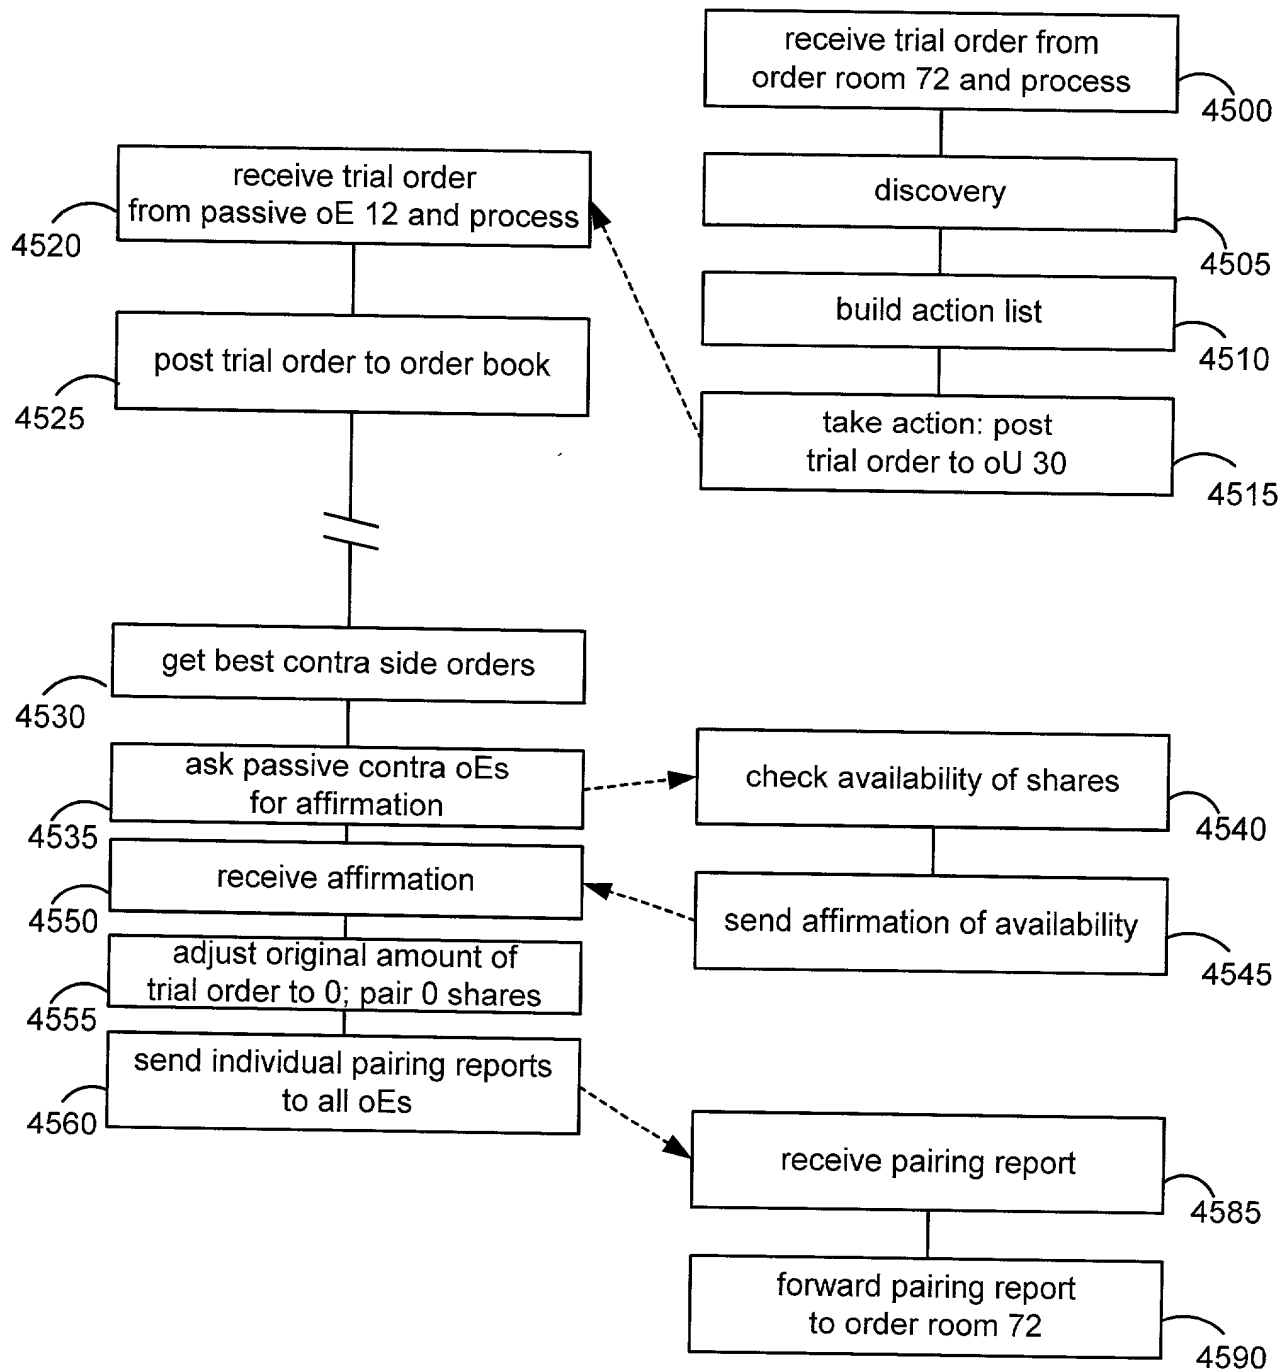 receive trial order from
order room 72 and process
4500
discovery
4505
build action list
4510
take action: post
trial order to oU 30
4515
receive trial order
from passive oE 12 and process
4520
post trial order to order book
4525
get best contra side orders
4530
ask passive contra oEs
for affirmation
4535
check availability of shares
4540
send affirmation of availability
4545
receive affirmation
4550
adjust original amount of
trial order to 0; pair 0 shares
4555
send individual pairing reports
to all oEs
4560
receive pairing report
4585
forward pairing report
to order room 72
4590